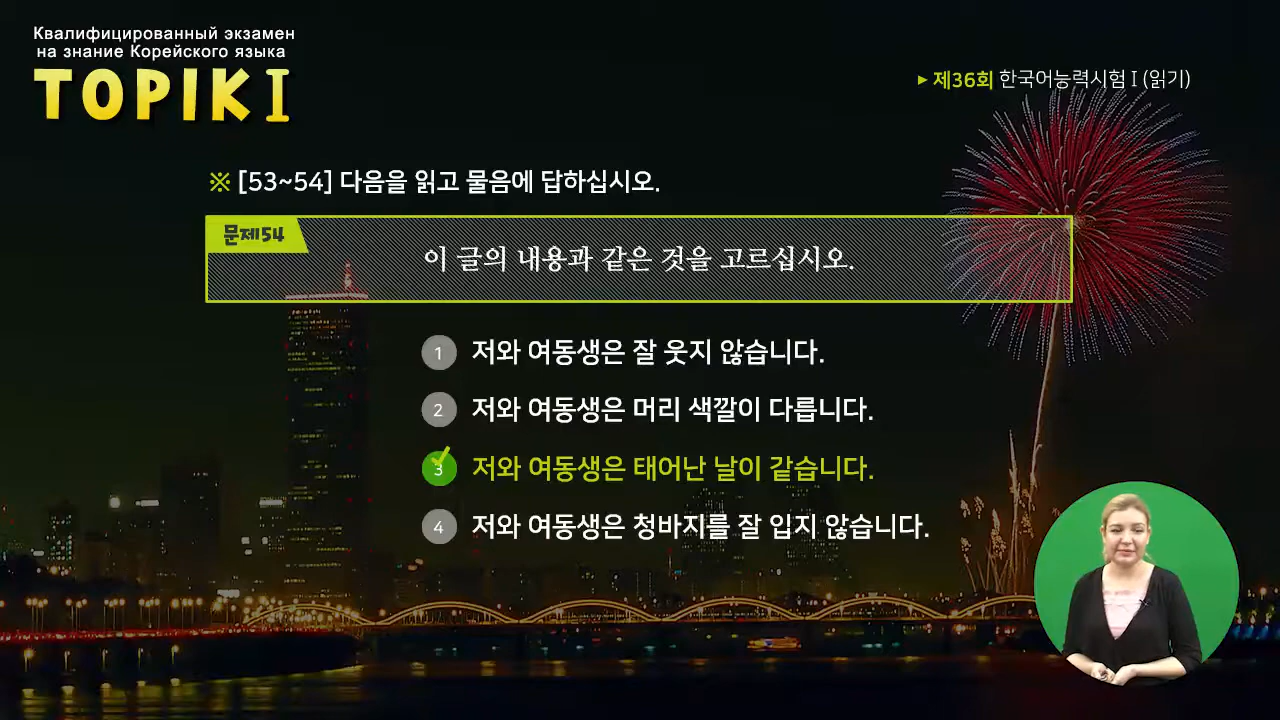 Квалифицированный экзамен
на знание Корейского языка
TOPIK I
▶ 제36회 한국어능력시험 I (읽기)
※ [53~54] 다음을 읽고 물음에 답하십시오.
문제54
이 글의 내용과 같은 것을 고르십시오.
1 저와 여동생은 잘 웃지 않습니다.
2 저와 여동생은 머리 색깔이 다릅니다.
3 저와 여동생은 태어난 날이 같습니다.
4 저와 여동생은 청바지를 잘 입지 않습니다.